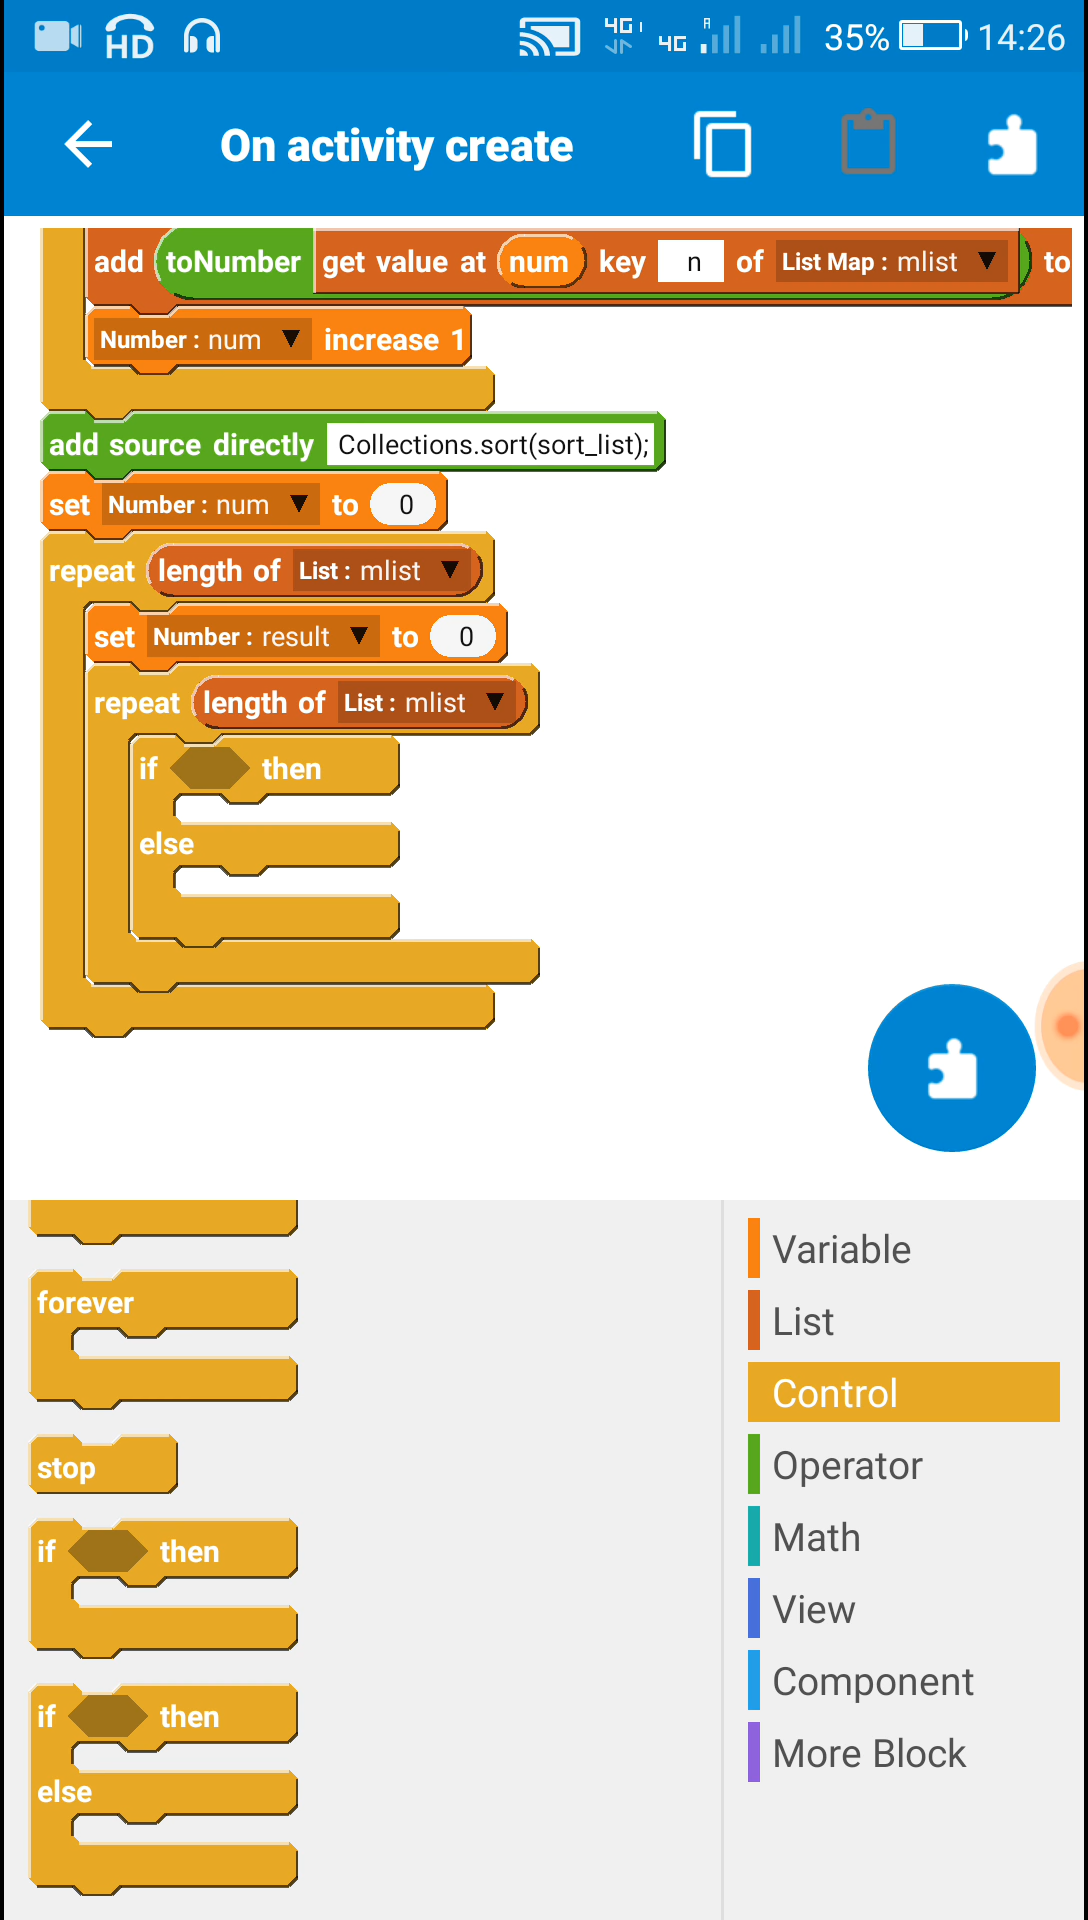 HD 4G 4G R 35% 14:26
On activity create
add toNumber get value at num key n of List Map : mlist to
Number : num increase 1
add source directly Collections.sort(sort_list);
set Number : num to 0
repeat length of List : mlist
set Number : result to 0
repeat length of List : mlist
if then
else
forever
stop
if then
if then
else
Variable
List
Control
Operator
Math
View
Component
More Block